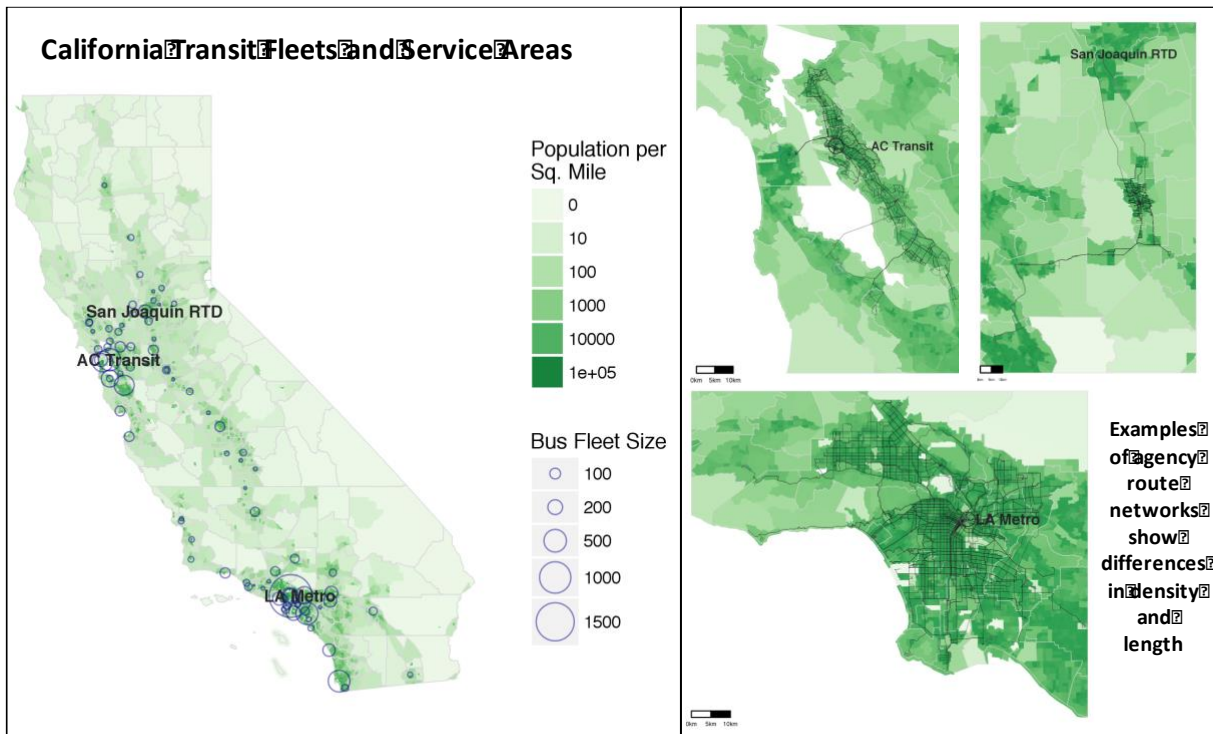 California Transit Fleets and Service Areas
Population per
Sq. Mile
0
10
100
1000
10000
1e+05
Bus Fleet Size
100
200
500
1000
1500
San Joaquin RTD
AC Transit
LA Metro
AC Transit
0km 5km 10km
San Joaquin RTD
LA Metro
0km 5km 10km
Examples
of agency
route
networks
show
differences
in density
and
length